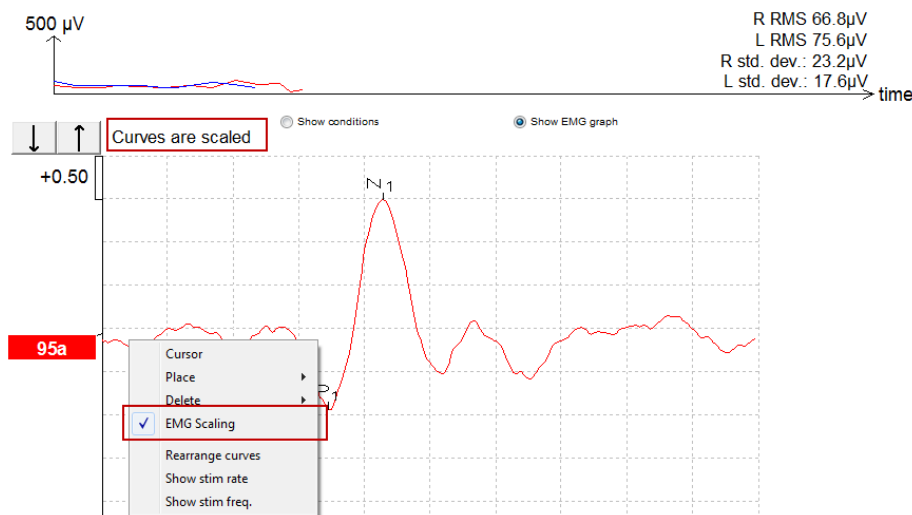 500 µV
R RMS 66.8µV
L RMS 75.6µV
R std. dev.: 23.2µV
L std. dev.: 17.6µV
time
Curves are scaled
Show conditions
Show EMG graph
+0.50
N1
95a
P1
Cursor
Place
Delete
EMG Scaling
Rearrange curves
Show stim rate
Show stim freq.